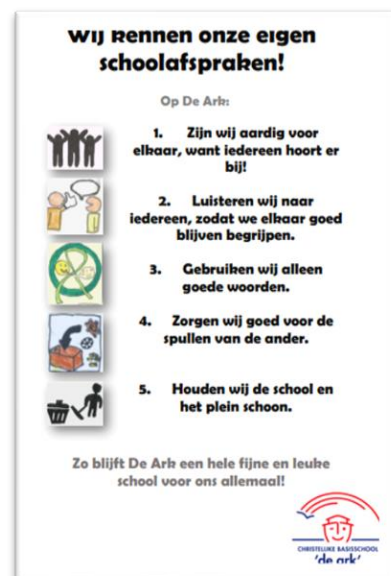 Wij kennen onze eigen
schoolafspraken!
Op De Ark:
1. Zijn wij aardig voor
elkaar, want iedereen hoort er
bij!
2. Luisteren wij naar
iedereen, zodat we elkaar goed
blijven begrijpen.
3. Gebruiken wij alleen
goede woorden.
4. Zorgen wij goed voor de
spullen van de ander.
5. Houden wij de school en
het plein schoon.
Zo blijft De Ark een hele fijne en leuke
school voor ons allemaal!
CHRISTELIJKE BASISSCHOOL
'de ark'